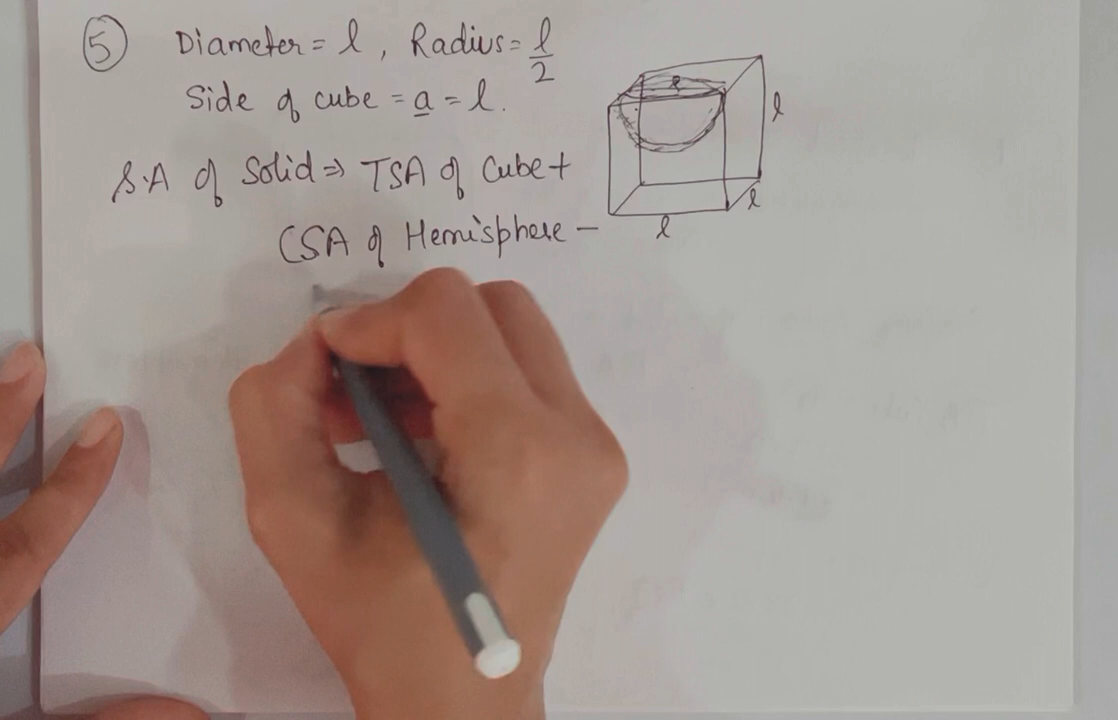 5 Diameter = l, Radius = l/2
Side of cube = a = l.
S.A of Solid ⇒ TSA of Cube +
CSA of Hemisphere –
l
l
l
l